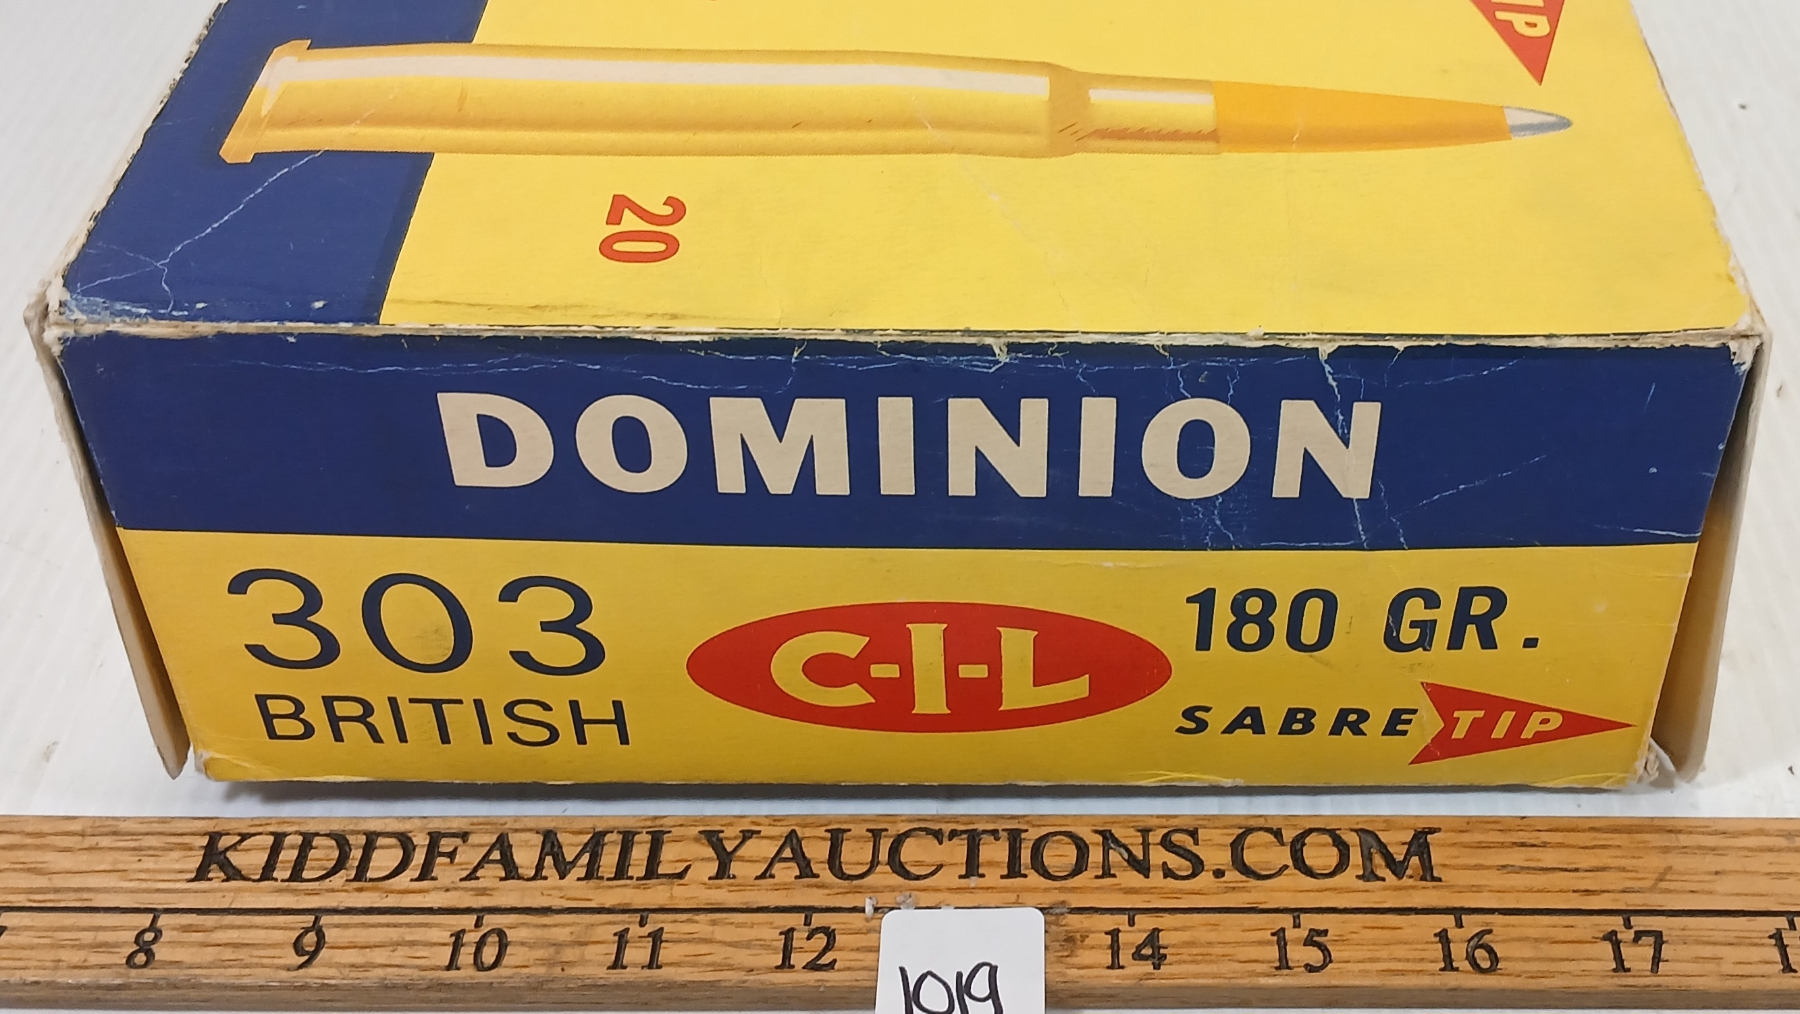 TIP
20
DOMINION
303
BRITISH
C-I-L
180 GR.
SABRE TIP
KIDDFAMILYAUCTIONS.COM
8 9 10 11 12 14 15 16 17
1019